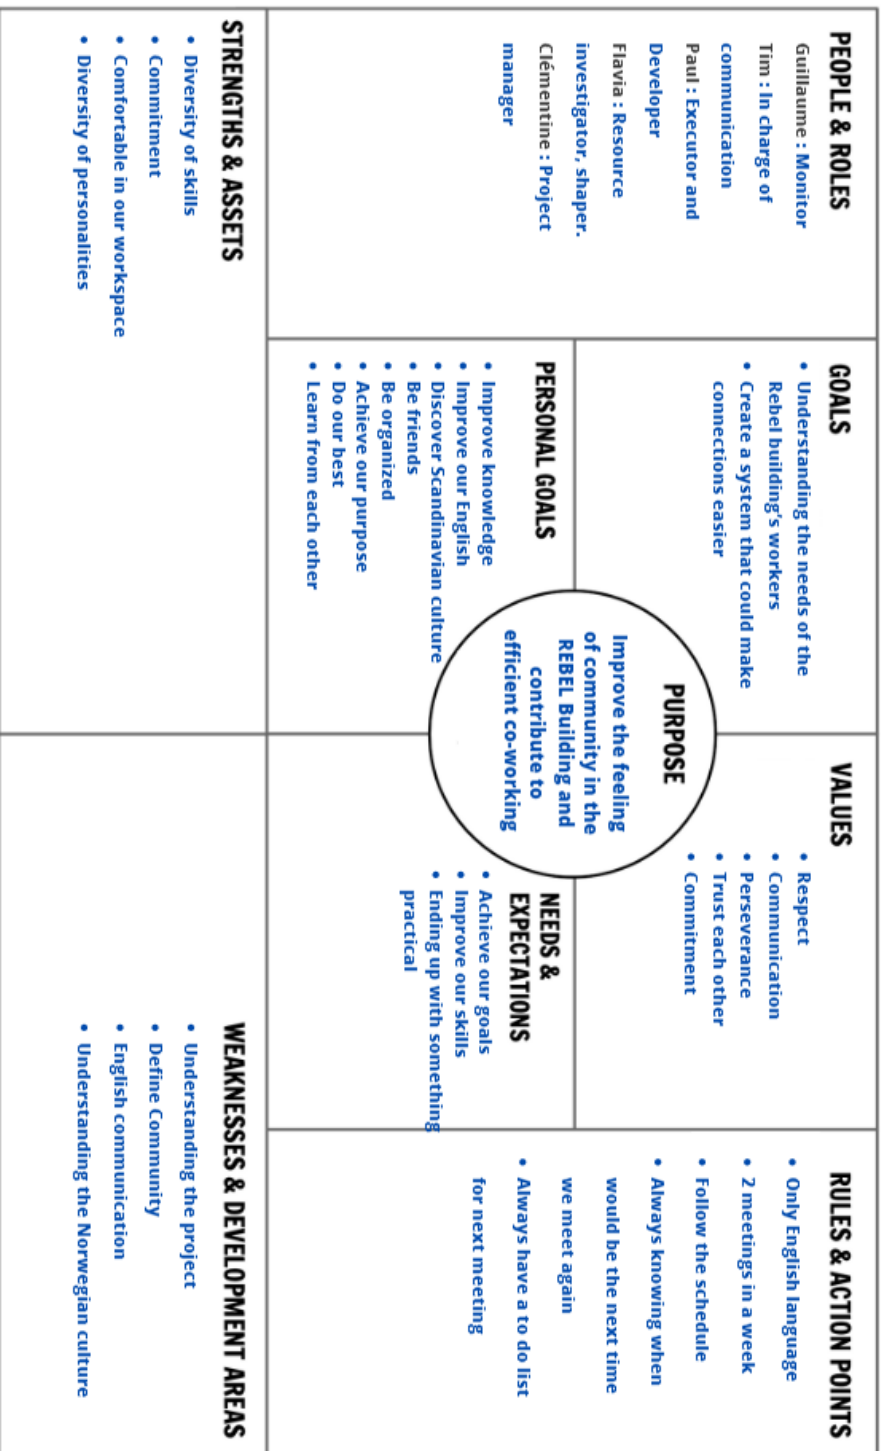 PEOPLE & ROLES
Guillaume : Monitor
Tim : In charge of
communication
Paul : Executor and
Developer
Flavia : Resource
investigator, shaper.
Clémentine : Project
manager
GOALS
• Understanding the needs of the
Rebel building's workers
• Create a system that could make
connections easier
PERSONAL GOALS
• Improve knowledge
• Improve our English
• Discover Scandinavian culture
• Be friends
• Be organized
• Achieve our purpose
• Do our best
• Learn from each other
PURPOSE
Improve the feeling
of community in the
REBEL Building and
contribute to
efficient co-working
VALUES
• Respect
• Communication
• Perseverance
• Trust each other
• Commitment
NEEDS &
EXPECTATIONS
• Achieve our goals
• Improve our skills
• Ending up with something
practical
RULES & ACTION POINTS
• Only English language
• 2 meetings in a week
• Follow the schedule
• Always knowing when
would be the next time
we meet again
• Always have a to do list
for next meeting
STRENGTHS & ASSETS
• Diversity of skills
• Commitment
• Comfortable in our workspace
• Diversity of personalities
WEAKNESSES & DEVELOPMENT AREAS
• Understanding the project
• Define Community
• English communication
• Understanding the Norwegian culture